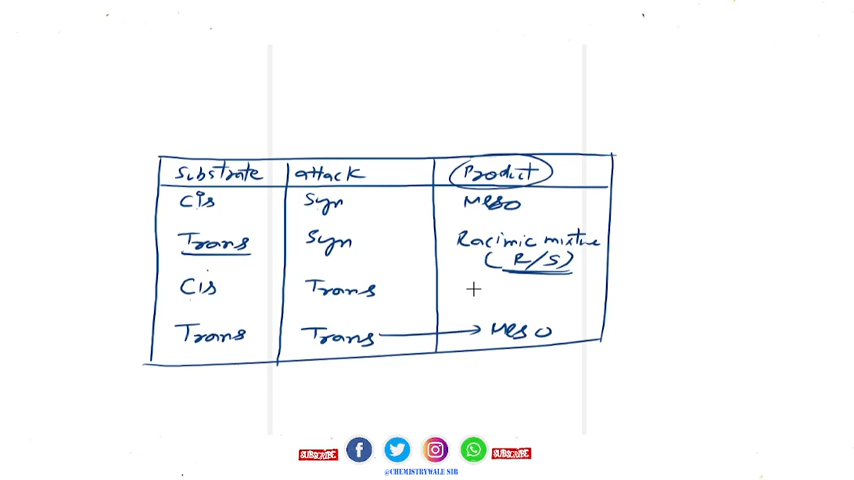 Substrate attack Product
Cis Syn Meso
Trans Syn Racimic mixture
(R/S)
Cis Trans
Trans Trans → Meso
SUBSCRIBE SUBSCRIBE
@CHEMISTRYWALE SIR